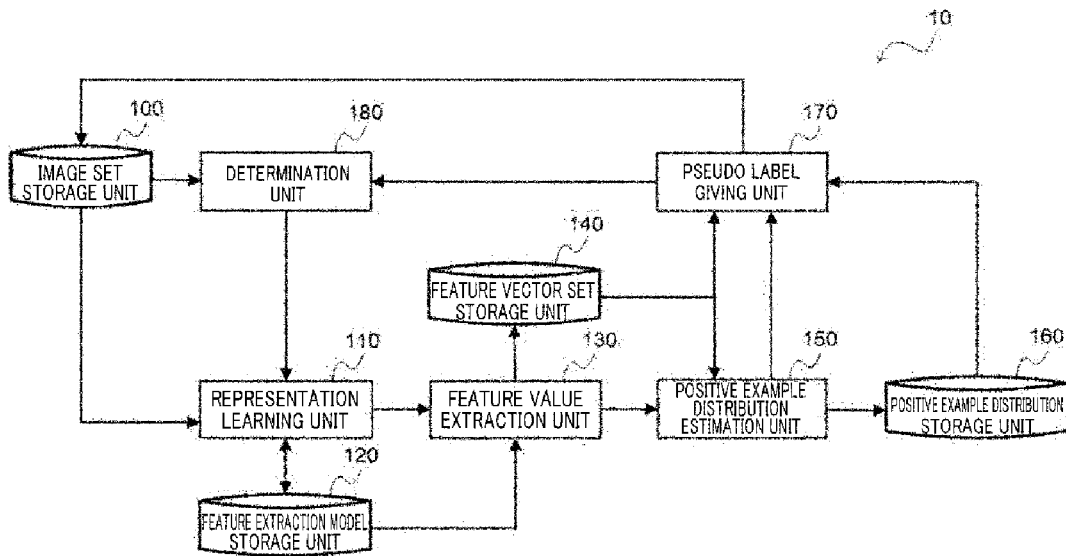 10
100
180
170
IMAGE SET
STORAGE UNIT
DETERMINATION
UNIT
PSEUDO LABEL
GIVING UNIT
140
FEATURE VECTOR SET
STORAGE UNIT
110
130
150
160
REPRESENTATION
LEARNING UNIT
FEATURE VALUE
EXTRACTION UNIT
POSITIVE EXAMPLE
DISTRIBUTION
ESTIMATION UNIT
POSITIVE EXAMPLE DISTRIBUTION
STORAGE UNIT
120
FEATURE EXTRACTION MODEL
STORAGE UNIT